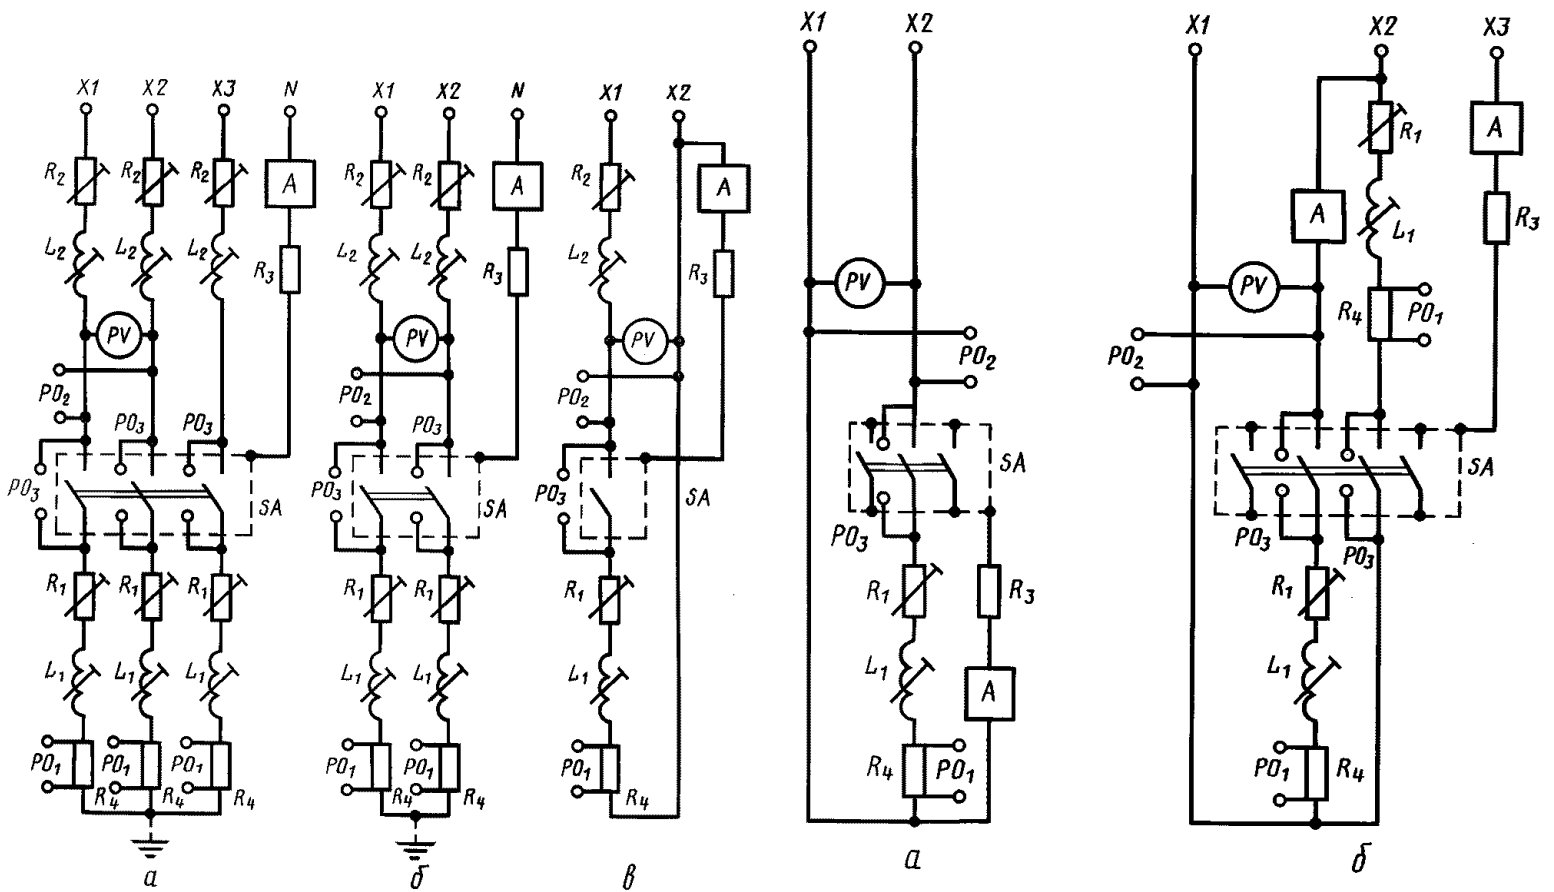 X1 X2 X3 N
R2 R2 R2 A
L2 L2 L2 R3
PV
PO2
PO3 PO3
PO3
SA
R1 R1 R1
L1 L1 L1
PO1 PO1 PO1
R4 R4 R4
а
X1 X2 N
R2 R2 A
L2 L2 R3
PV
PO2
PO3
PO3
SA
R1 R1
L1 L1
PO1 PO1
R4 R4
б
X1 X2
R2 A
L2 R3
PV
PO2
PO3 SA
R1
L1
PO1
R4
в
X1 X2
PV
PO2
SA
PO3
R1 R3
L1 A
R4 PO1
а
X1 X2 X3
R1 A
A L1 R3
PV R4 PO1
PO2
SA
PO3 PO3
R1
L1
PO1 R4
б